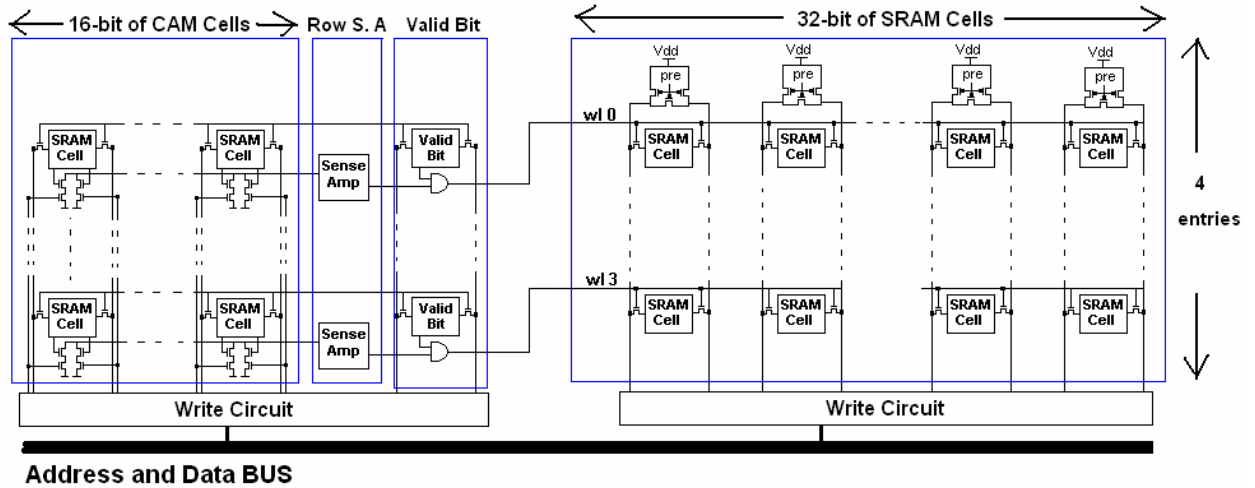 16-bit of CAM Cells
Row S. A
Valid Bit
32-bit of SRAM Cells
Vdd
Vdd
Vdd
Vdd
pre
pre
pre
pre
wl 0
SRAM
Cell
SRAM
Cell
Sense
Amp
Valid
Bit
SRAM
Cell
SRAM
Cell
SRAM
Cell
SRAM
Cell
4
entries
wl 3
SRAM
Cell
SRAM
Cell
Sense
Amp
Valid
Bit
SRAM
Cell
SRAM
Cell
SRAM
Cell
SRAM
Cell
Write Circuit
Write Circuit
Address and Data BUS